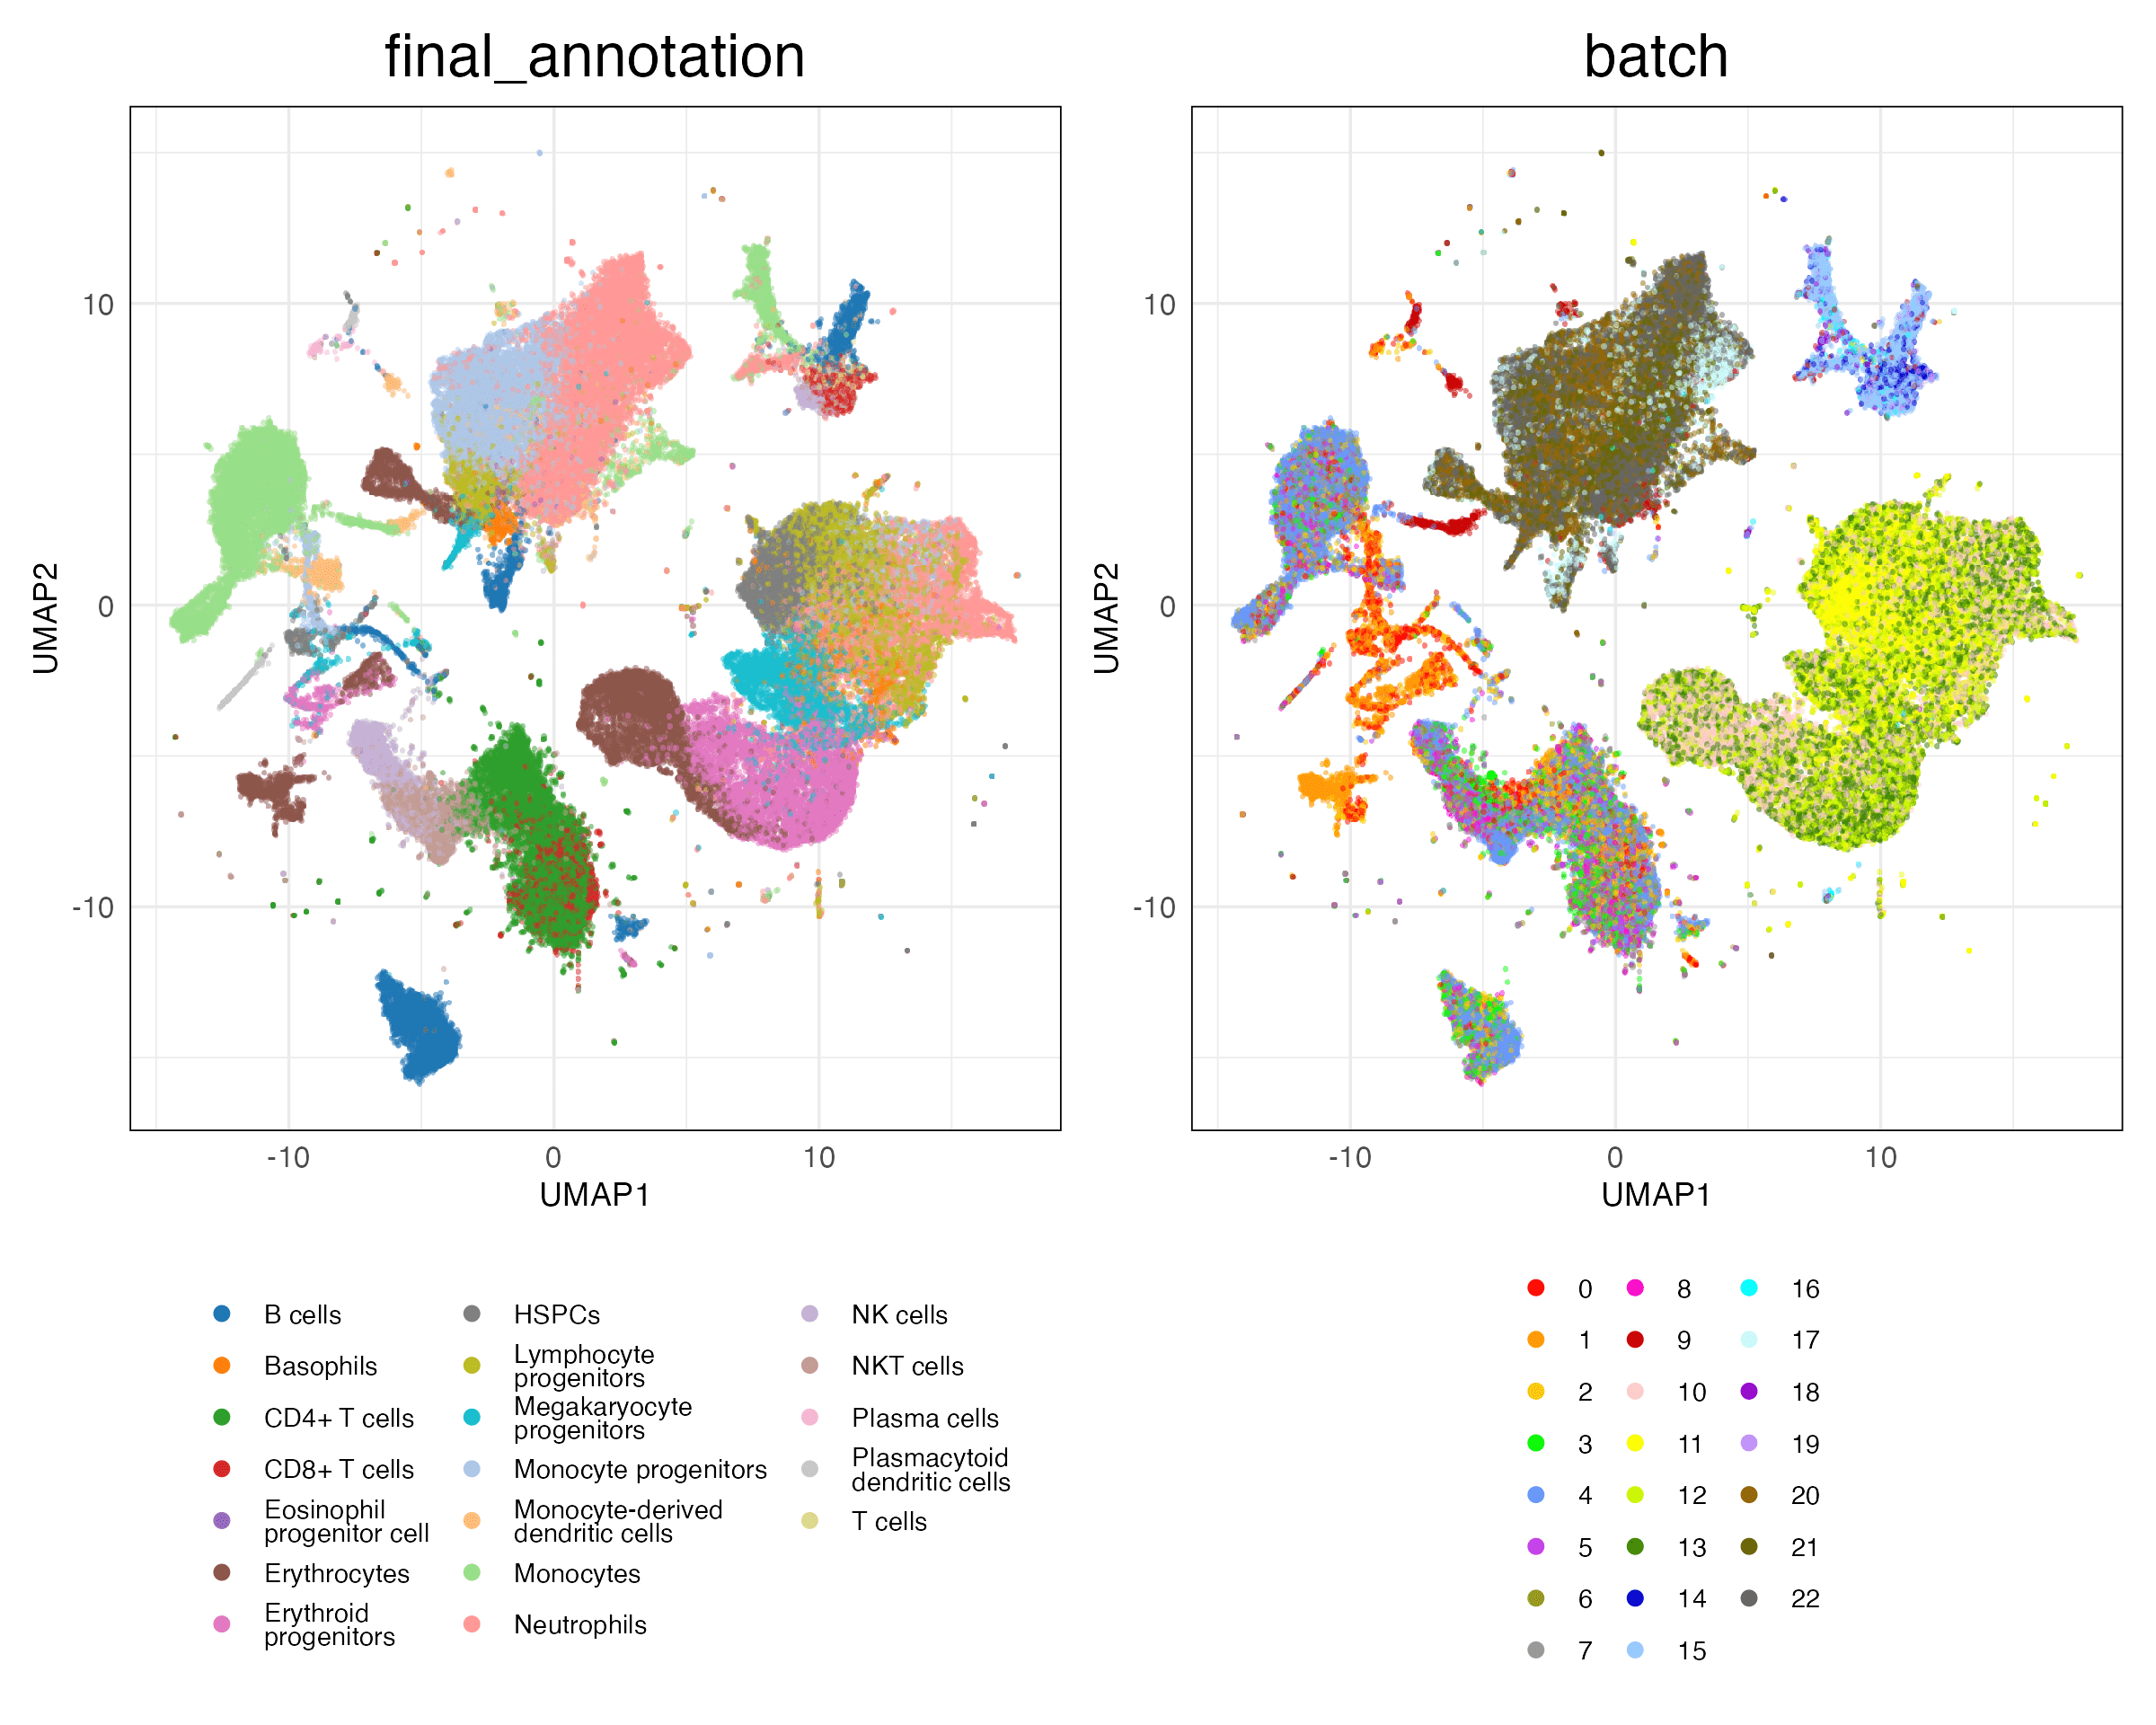 final_annotation
batch
UMAP2
10
0
-10
-10
0
10
UMAP1
UMAP2
10
0
-10
-10
0
10
UMAP1
B cells
Basophils
CD4+ T cells
CD8+ T cells
Eosinophil
progenitor cell
Erythrocytes
Erythroid
progenitors
HSPCs
Lymphocyte
progenitors
Megakaryocyte
progenitors
Monocyte progenitors
Monocyte-derived
dendritic cells
Monocytes
Neutrophils
NK cells
NKT cells
Plasma cells
Plasmacytoid
dendritic cells
T cells
0
1
2
3
4
5
6
7
8
9
10
11
12
13
14
15
16
17
18
19
20
21
22